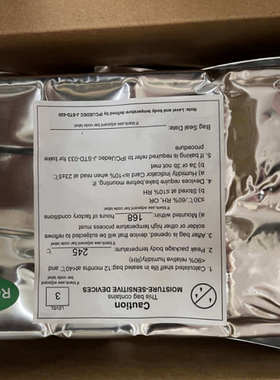 This bag contains
Caution
MOISTURE-SENSITIVE DEVICES
LEVEL
3
If blank,see adjacent bar code label
1. Calculated shelf life in sealed bag 12 months at<40°C and
<90% relative humidity(RH)
2. Peak package body temperature: 245 °C
If blank,see adjacent bar code label
3. After bag is opened, device that will be subjected to reflow
solder or other high temperature process must
a) Mounted within: 168 hours of factory conditions
If blank,see adjacent bar code label
≤30℃/60% RH, OR
b) Stored at ≤10% RH
4. Devices require bake before if mounting, if
a) Humidity Indicator Card is>10% when read 23±5℃
b) 3a or 3b not met
5. If baking is required refer to IPC/Jedec J-STD-033 for bake
procedure
Bag Seal Date:
If blank,see adjacent bar code label
Note: Level and body temperature defined by IPC/JEDEC J-STD-020
R